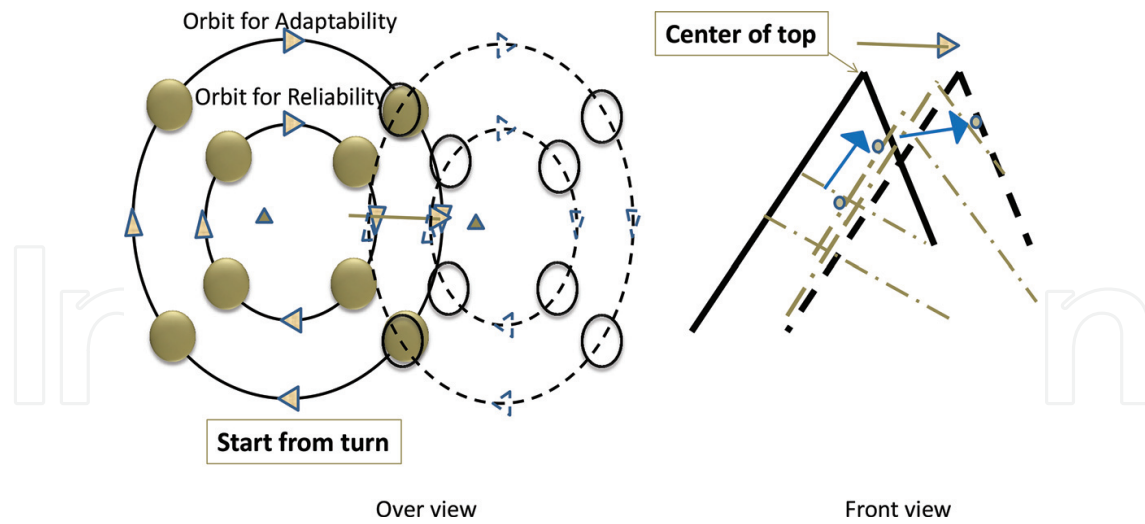 Orbit for Adaptability
Orbit for Reliability
Start from turn
Over view
Center of top
Front view